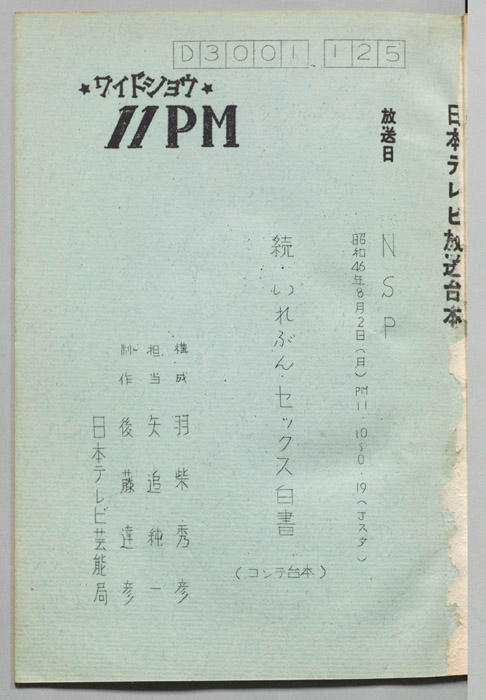 D3001.125
★ワイドショウ★
11PM
日本テレビ放送台本
放送日
NSP
昭和46年8月2日(月)PM11.10~0.19(Jスタ)
続・いれぶん・セックス白書
(コンテ台本)
構成 羽柴秀彦
担当 矢追純一
制作 後藤達彦
日本テレビ芸能局